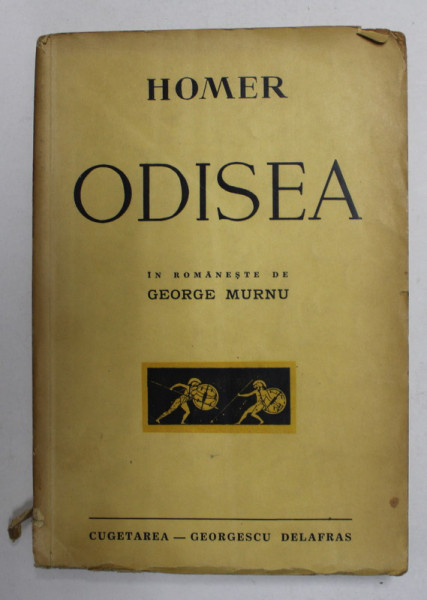 HOMER
ODISEA
ÎN ROMÂNEȘTE DE
GEORGE MURNU
CUGETAREA — GEORGESCU DELAFRAS